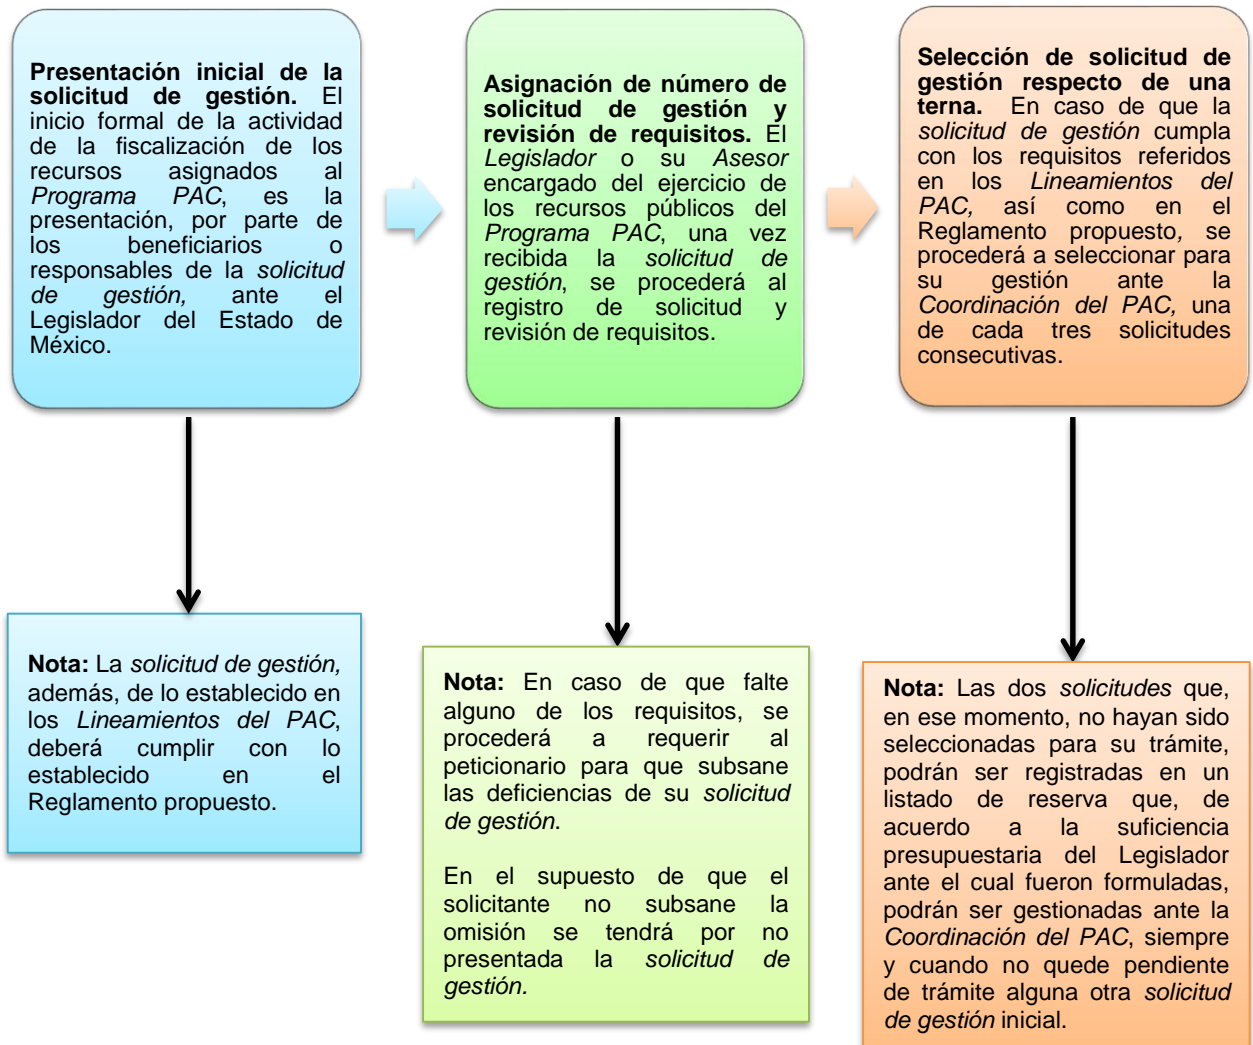 Presentación inicial de la
solicitud de gestión. El
inicio formal de la actividad
de la fiscalización de los
recursos asignados al
Programa PAC, es la
presentación, por parte de
los beneficiarios o
responsables de la solicitud
de gestión, ante el
Legislador del Estado de
México.
Asignación de número de
solicitud de gestión y
revisión de requisitos. El
Legislador o su Asesor
encargado del ejercicio de
los recursos públicos del
Programa PAC, una vez
recibida la solicitud de
gestión, se procederá al
registro de solicitud y
revisión de requisitos.
Selección de solicitud de
gestión respecto de una
terna. En caso de que la
solicitud de gestión cumpla
con los requisitos referidos
en los Lineamientos del
PAC, así como en el
Reglamento propuesto, se
procederá a seleccionar para
su gestión ante la
Coordinación del PAC, una
de cada tres solicitudes
consecutivas.
Nota: La solicitud de gestión,
además, de lo establecido en
los Lineamientos del PAC,
deberá cumplir con lo
establecido en el
Reglamento propuesto.
Nota: En caso de que falte
alguno de los requisitos, se
procederá a requerir al
peticionario para que subsane
las deficiencias de su solicitud
de gestión.
En el supuesto de que el
solicitante no subsane la
omisión se tendrá por no
presentada la solicitud de
gestión.
Nota: Las dos solicitudes que,
en ese momento, no hayan sido
seleccionadas para su trámite,
podrán ser registradas en un
listado de reserva que, de
acuerdo a la suficiencia
presupuestaria del Legislador
ante el cual fueron formuladas,
podrán ser gestionadas ante la
Coordinación del PAC, siempre
y cuando no quede pendiente
de trámite alguna otra solicitud
de gestión inicial.